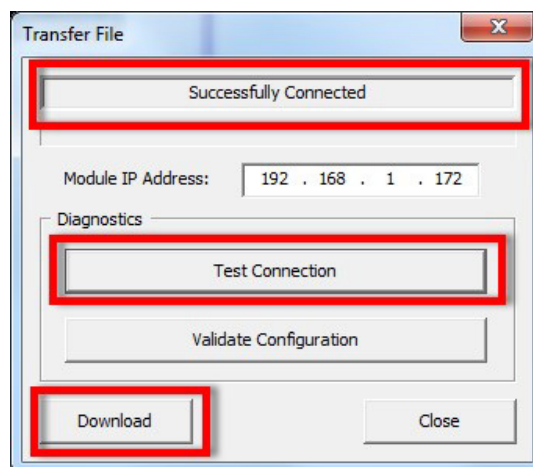 Transfer File
Successfully Connected
Module IP Address: 192 . 168 . 1 . 172
Diagnostics
Test Connection
Validate Configuration
Download Close